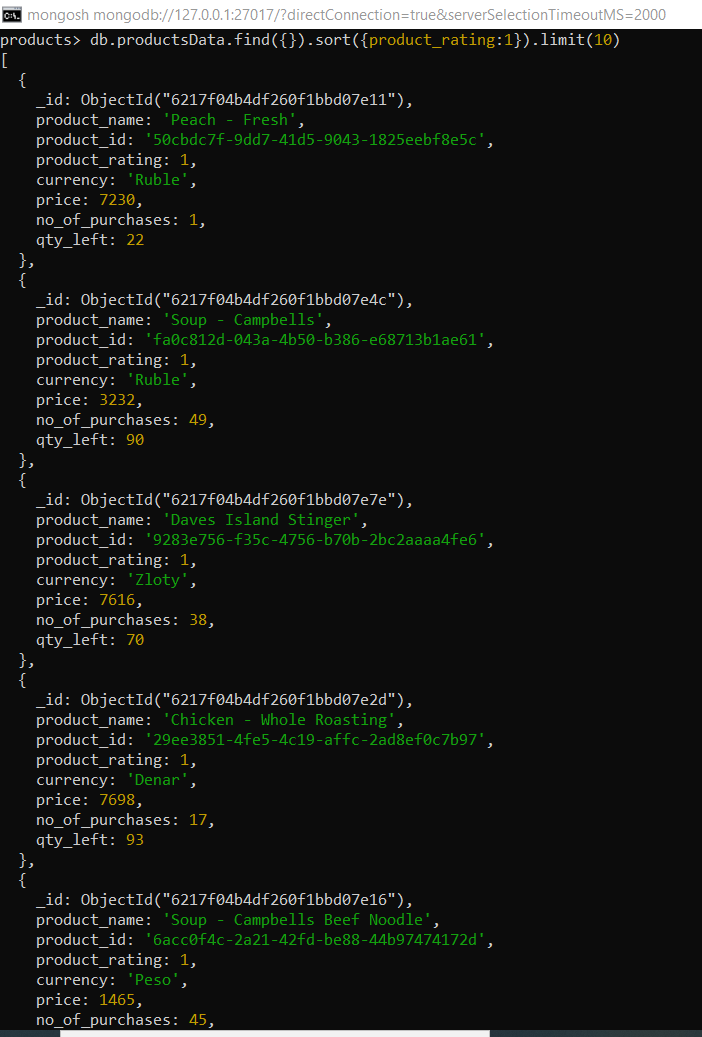 mongosh mongodb://127.0.0.1:27017/?directConnection=true&serverSelectionTimeoutMS=2000
products> db.productsData.find({}).sort({product_rating:1}).limit(10)
[
  {
    _id: ObjectId("6217f04b4df260f1bbd07e11"),
    product_name: 'Peach - Fresh',
    product_id: '50cbdc7f-9dd7-41d5-9043-1825eebf8e5c',
    product_rating: 1,
    currency: 'Ruble',
    price: 7230,
    no_of_purchases: 1,
    qty_left: 22
  },
  {
    _id: ObjectId("6217f04b4df260f1bbd07e4c"),
    product_name: 'Soup - Campbells',
    product_id: 'fa0c812d-043a-4b50-b386-e68713b1ae61',
    product_rating: 1,
    currency: 'Ruble',
    price: 3232,
    no_of_purchases: 49,
    qty_left: 90
  },
  {
    _id: ObjectId("6217f04b4df260f1bbd07e7e"),
    product_name: 'Daves Island Stinger',
    product_id: '9283e756-f35c-4756-b70b-2bc2aaaa4fe6',
    product_rating: 1,
    currency: 'Zloty',
    price: 7616,
    no_of_purchases: 38,
    qty_left: 70
  },
  {
    _id: ObjectId("6217f04b4df260f1bbd07e2d"),
    product_name: 'Chicken - Whole Roasting',
    product_id: '29ee3851-4fe5-4c19-affc-2ad8ef0c7b97',
    product_rating: 1,
    currency: 'Denar',
    price: 7698,
    no_of_purchases: 17,
    qty_left: 93
  },
  {
    _id: ObjectId("6217f04b4df260f1bbd07e16"),
    product_name: 'Soup - Campbells Beef Noodle',
    product_id: '6acc0f4c-2a21-42fd-be88-44b97474172d',
    product_rating: 1,
    currency: 'Peso',
    price: 1465,
    no_of_purchases: 45,